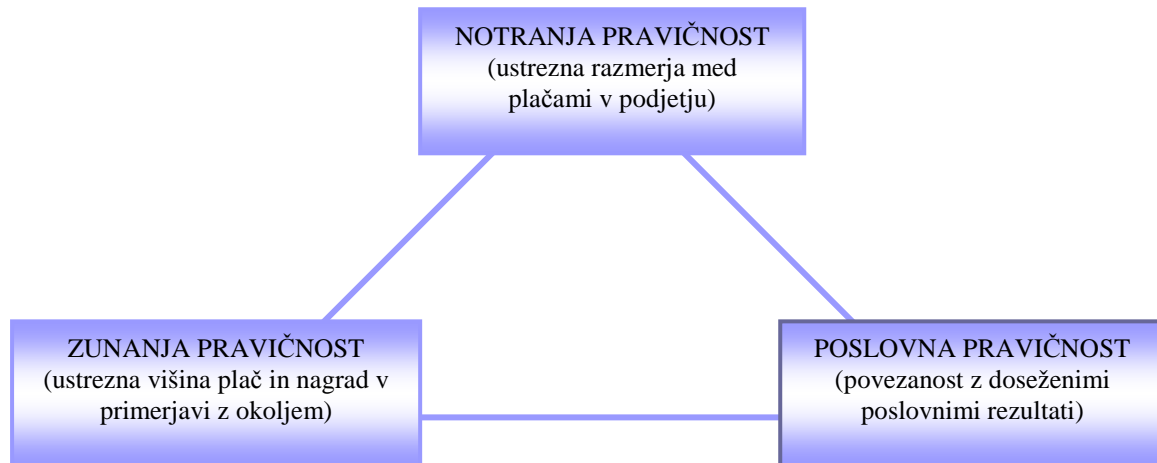 NOTRANJA PRAVIČNOST
(ustrezna razmerja med
plačami v podjetju)
ZUNANJA PRAVIČNOST
(ustrezna višina plač in nagrad v
primerjavi z okoljem)
POSLOVNA PRAVIČNOST
(povezanost z doseženimi
poslovnimi rezultati)